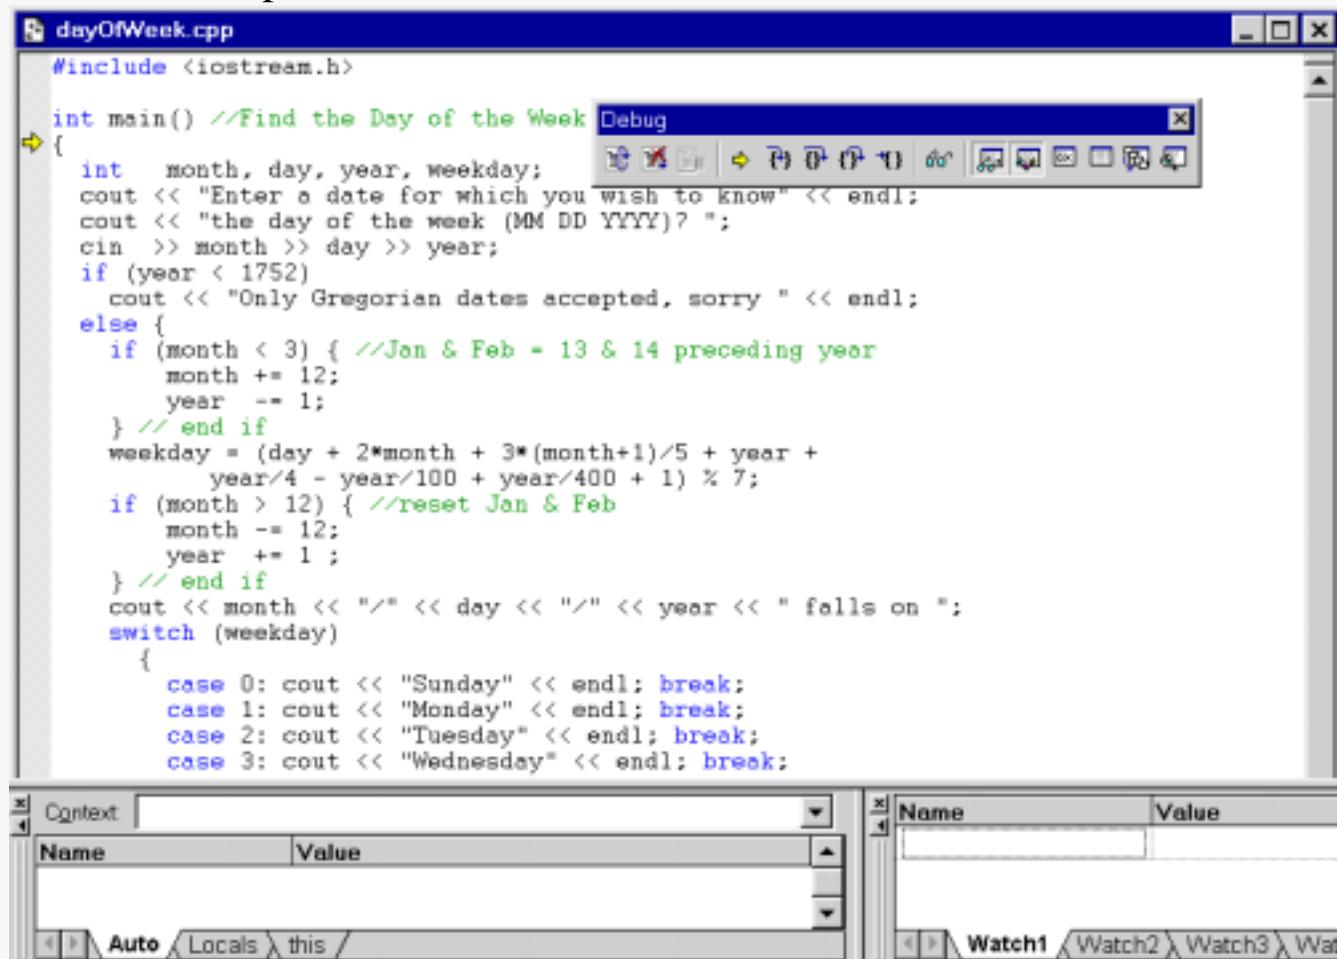 dayOfWeek.cpp
#include <iostream.h>
int main() //Find the Day of the Week
Debug
{
int month, day, year, weekday;
cout << "Enter a date for which you wish to know" << endl;
cout << "the day of the week (MM DD YYYY)? ";
cin >> month >> day >> year;
if (year < 1752)
cout << "Only Gregorian dates accepted, sorry " << endl;
else {
if (month < 3) { //Jan & Feb = 13 & 14 preceding year
month += 12;
year -= 1;
} // end if
weekday = (day + 2*month + 3*(month+1)/5 + year +
year/4 - year/100 + year/400 + 1) % 7;
if (month > 12) { //reset Jan & Feb
month -= 12;
year += 1 ;
} // end if
cout << month << "/" << day << "/" << year << " falls on ";
switch (weekday)
{
case 0: cout << "Sunday" << endl; break;
case 1: cout << "Monday" << endl; break;
case 2: cout << "Tuesday" << endl; break;
case 3: cout << "Wednesday" << endl; break;
Context:
Name Value
Auto Locals this
Name Value
Watch1 Watch2 Watch3 Wat